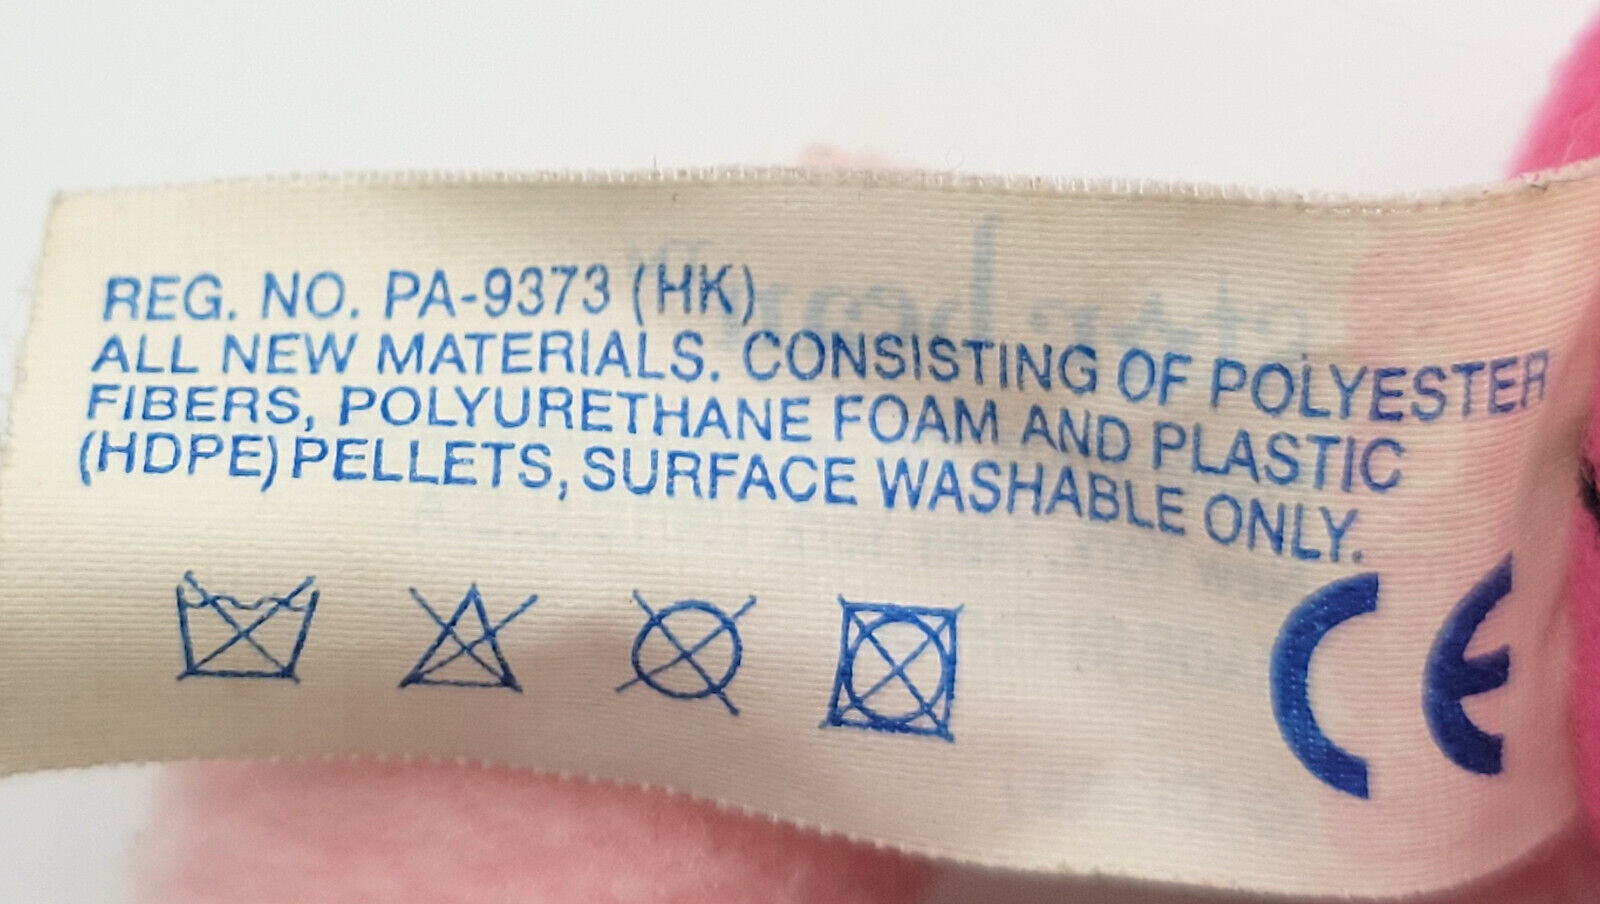 REG. NO. PA-9373 (HK)
ALL NEW MATERIALS. CONSISTING OF POLYESTER
FIBERS, POLYURETHANE FOAM AND PLASTIC
(HDPE) PELLETS, SURFACE WASHABLE ONLY.
CE